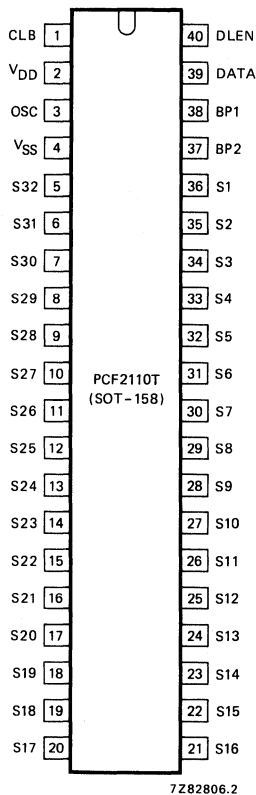 CLB 1 40 DLEN
VDD 2 39 DATA
OSC 3 38 BP1
VSS 4 37 BP2
S32 5 36 S1
S31 6 35 S2
S30 7 34 S3
S29 8 33 S4
S28 9 32 S5
S27 10 31 S6
PCF2110T
(SOT-158)
S26 11 30 S7
S25 12 29 S8
S24 13 28 S9
S23 14 27 S10
S22 15 26 S11
S21 16 25 S12
S20 17 24 S13
S19 18 23 S14
S18 19 22 S15
S17 20 21 S16
7Z82806.2